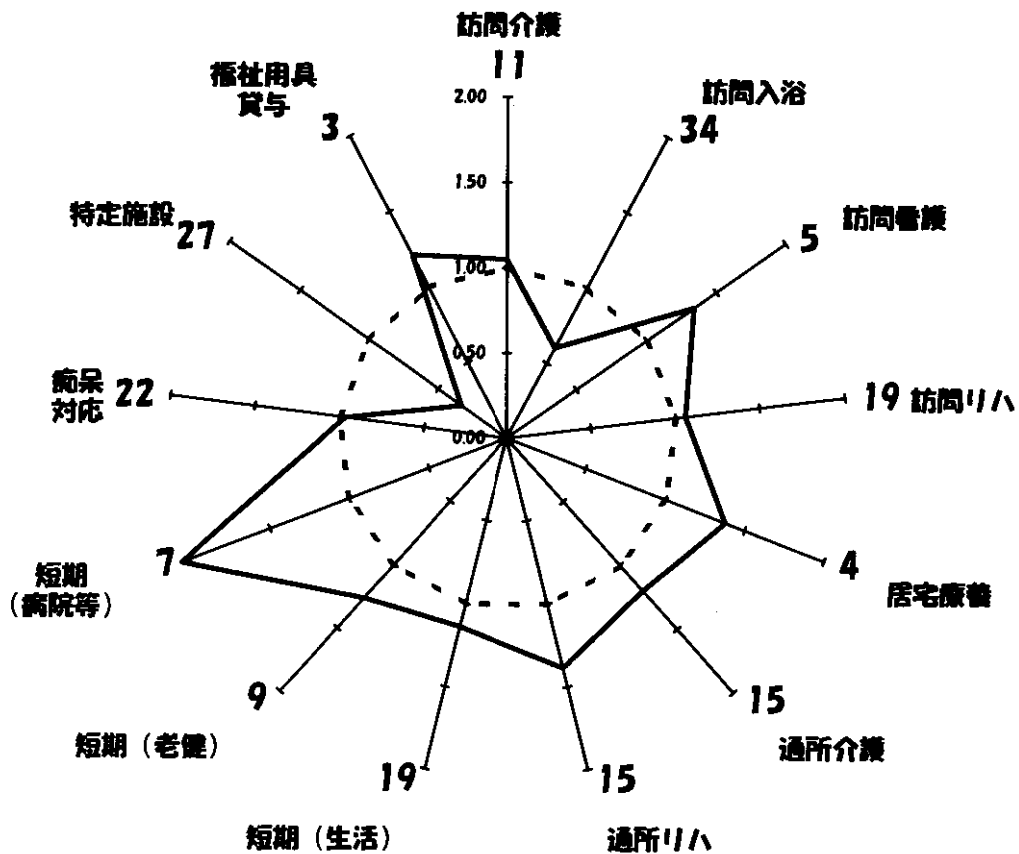 訪問介護
11
2.00
1.50
1.00
0.50
0.00
訪問入浴
34
訪問看護
5
19 訪問リハ
4
居宅療養
15
通所介護
15
通所リハ
19
短期（生活）
9
短期（老健）
7
短期
（病院等）
痴呆
対応 22
特定施設 27
福祉用具
貸与
3